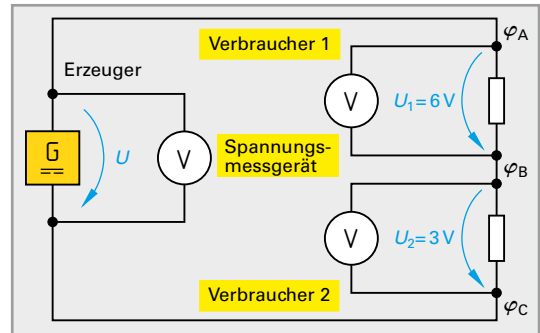 Verbraucher 1
φA
Erzeuger
V
U1 = 6 V
G
U
V
Spannungs-
messgerät
φB
V
U2 = 3 V
Verbraucher 2
φC